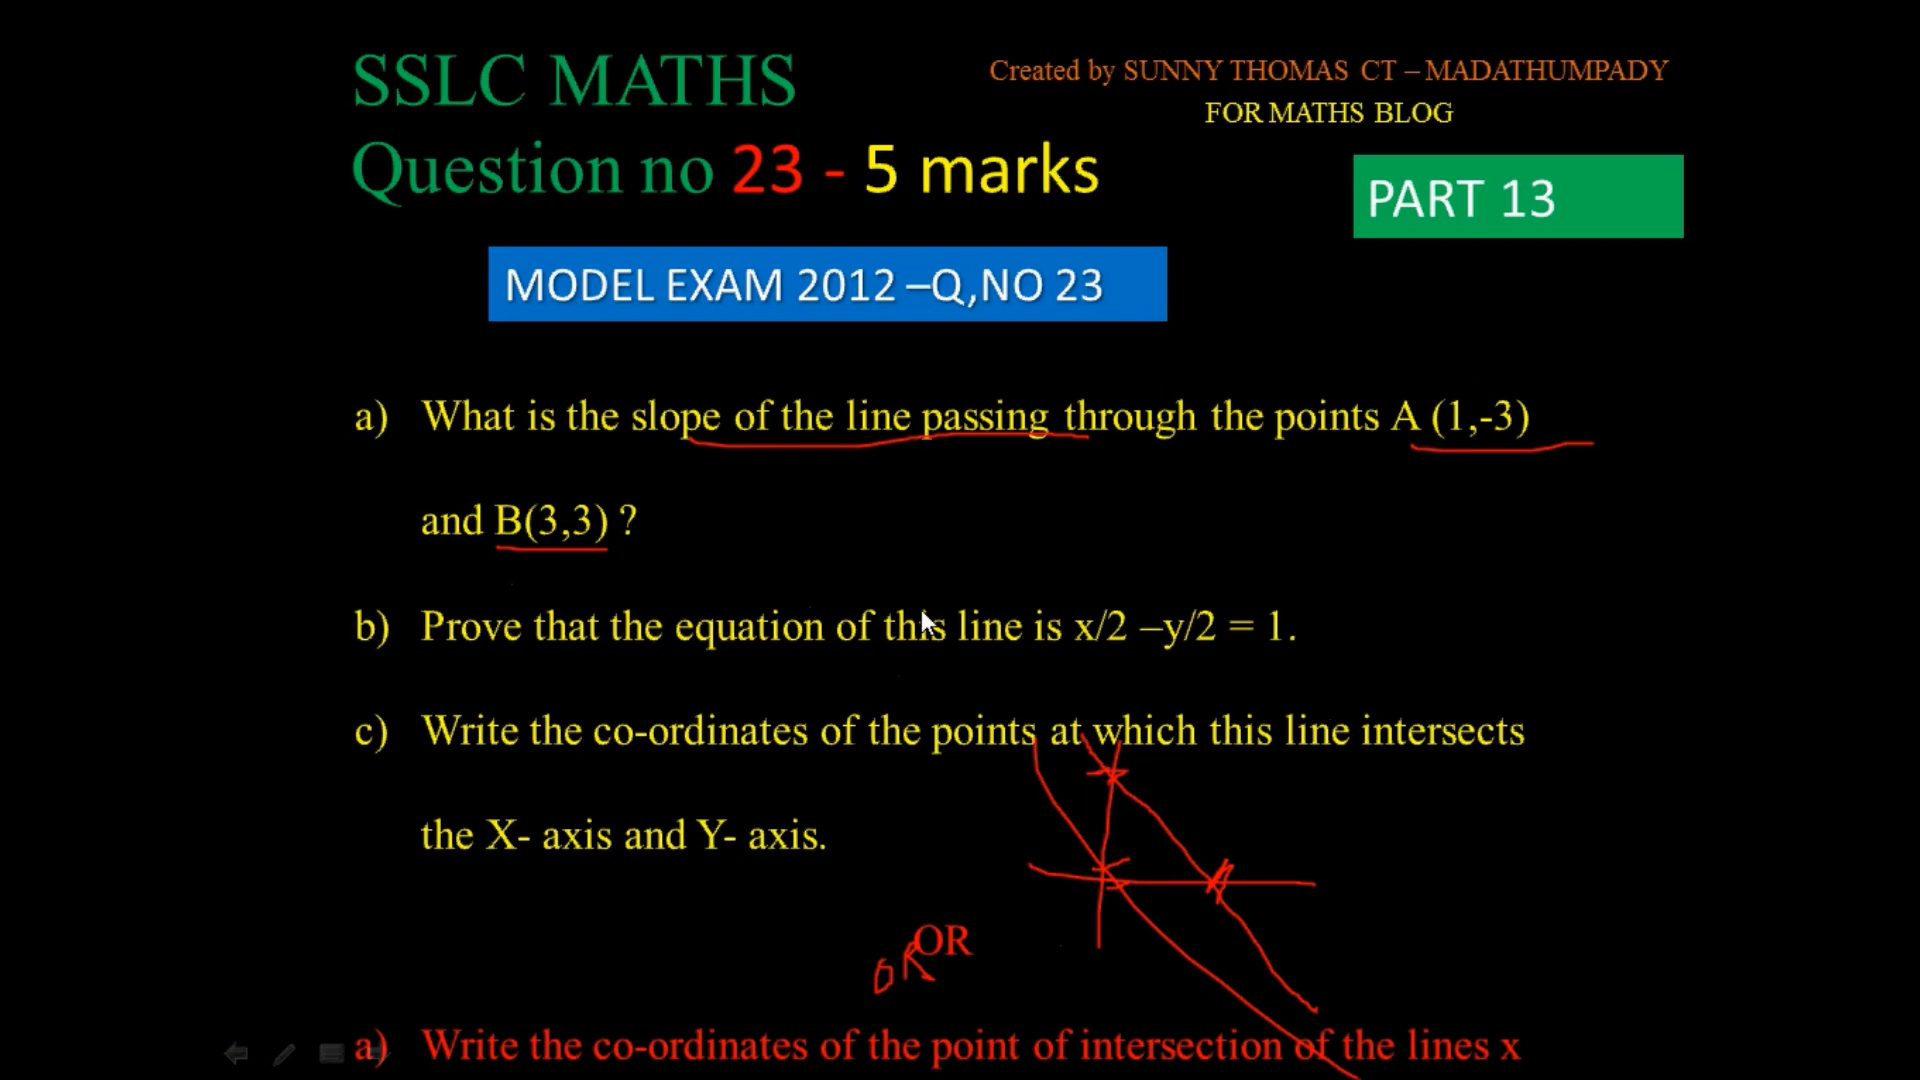 SSLC MATHS
Created by SUNNY THOMAS CT – MADATHUMPADY
FOR MATHS BLOG
Question no 23 - 5 marks
PART 13
MODEL EXAM 2012 –Q,NO 23
a) What is the slope of the line passing through the points A (1,-3)
and B(3,3) ?
b) Prove that the equation of this line is x/2 –y/2 = 1.
c) Write the co-ordinates of the points at which this line intersects
the X- axis and Y- axis.
OR
OR
a) Write the co-ordinates of the point of intersection of the lines x